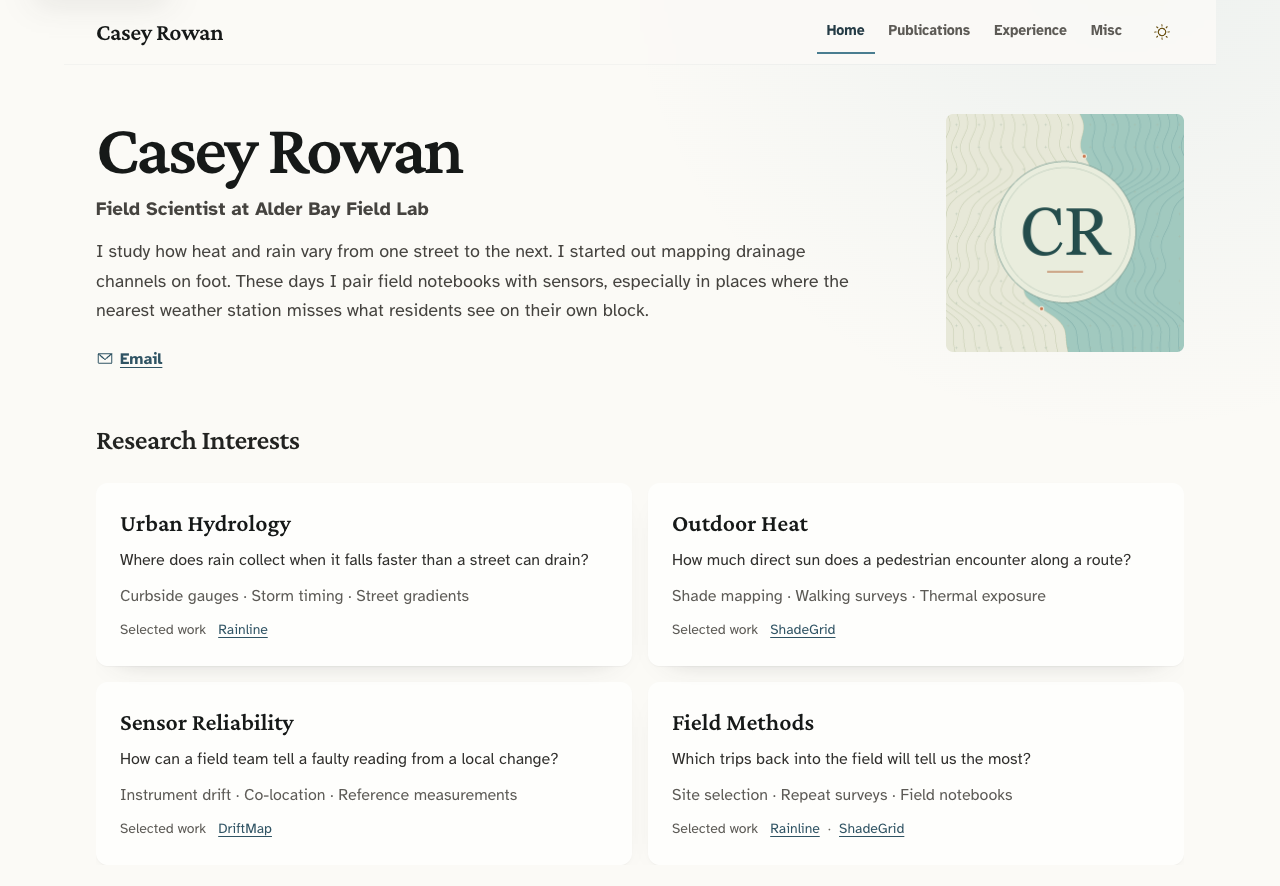 Casey Rowan
Home
Publications
Experience
Misc
Casey Rowan
Field Scientist at Alder Bay Field Lab
I study how heat and rain vary from one street to the next. I started out mapping drainage
channels on foot. These days I pair field notebooks with sensors, especially in places where the
nearest weather station misses what residents see on their own block.
Email
CR
Research Interests
Urban Hydrology
Where does rain collect when it falls faster than a street can drain?
Curbside gauges · Storm timing · Street gradients
Selected work Rainline
Outdoor Heat
How much direct sun does a pedestrian encounter along a route?
Shade mapping · Walking surveys · Thermal exposure
Selected work ShadeGrid
Sensor Reliability
How can a field team tell a faulty reading from a local change?
Instrument drift · Co-location · Reference measurements
Selected work DriftMap
Field Methods
Which trips back into the field will tell us the most?
Site selection · Repeat surveys · Field notebooks
Selected work Rainline · ShadeGrid